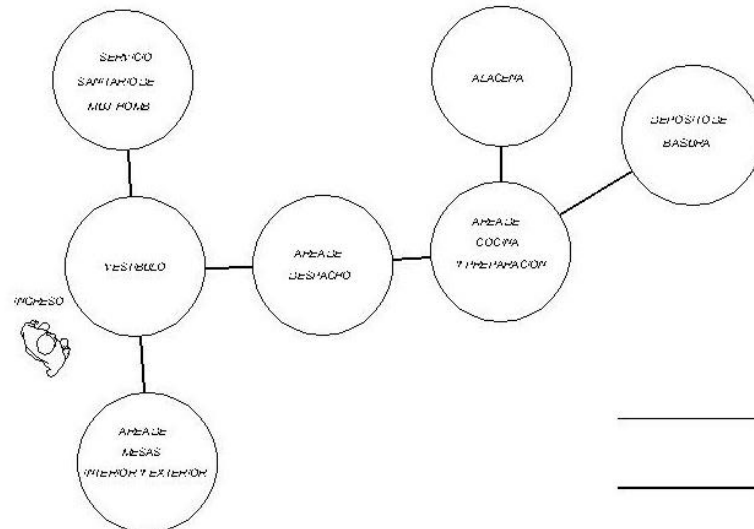 SERVICIO
SANITARIO DE
MUJ. HOMB.
ALACENA
DEPOSITO DE
BASURA
VESTIBULO
AREA DE
DESPACHO
AREA DE
COCINA
Y PREPARACION
INGRESO
AREA DE
MESAS
INTERIOR Y EXTERIOR